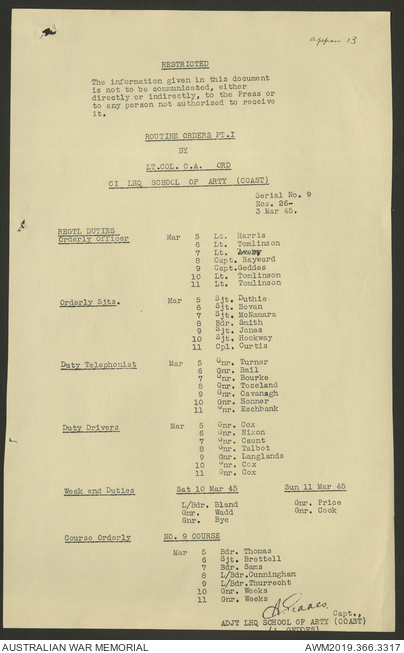 appen 13
RESTRICTED
The information given in this document
is not to be communicated, either
directly or indirectly, to the Press or
to any person not authorised to receive
it.
ROUTINE ORDERS PT.I
BY
LT.COL. C.A. ORD
CI LHQ SCHOOL OF ARTY (COAST)
Serial No. 9
Nos. 26-
3 Mar 45.
REGTL DUTIES
Orderly Officer Mar 5 Lt. Harris
6 Lt. Tomlinson
7 Lt.
8 Capt. Hayward
9 Capt.Geddes
10 Lt. Tomlinson
11 Lt. Tomlinson
Orderly Sjts. Mar 5 Sjt. Duthie
6 Sjt. Bevan
7 Sjt. McNamara
8 Bdr. Smith
9 Sjt. Jones
10 Sjt. Hookway
11 Cpl. Curtis
Duty Telephonist Mar 5 Gnr. Turner
6 Gnr. Bail
7 Gnr. Bourke
8 Gnr. Tozeland
9 Gnr. Cavanagh
10 Gnr. Honner
11 Gnr. Eschbank
Duty Drivers Mar 5 Gnr. Cox
6 Gnr. Nixon
7 Gnr. Caunt
8 Gnr. Talbot
9 Gnr. Langlands
10 Gnr. Cox
11 Gnr. Cox
Week end Duties Sat 10 Mar 45 Sun 11 Mar 45
L/Bdr. Bland Gnr. Price
Gnr. Wadd Gnr. Cook
Gnr. Bye
Course Orderly NO. 9 COURSE
Mar 5 Bdr. Thomas
6 Sjt. Brettell
7 Bdr. Sams
8 L/Bdr.Cunningham
9 L/Bdr.Thurrecht
10 Gnr. Weeks
11 Gnr. Weeks
A Geddes Capt.,
ADJT LHQ SCHOOL OF ARTY (COAST)
(A. GEDDES)
AUSTRALIAN WAR MEMORIAL AWM2019.366.3317